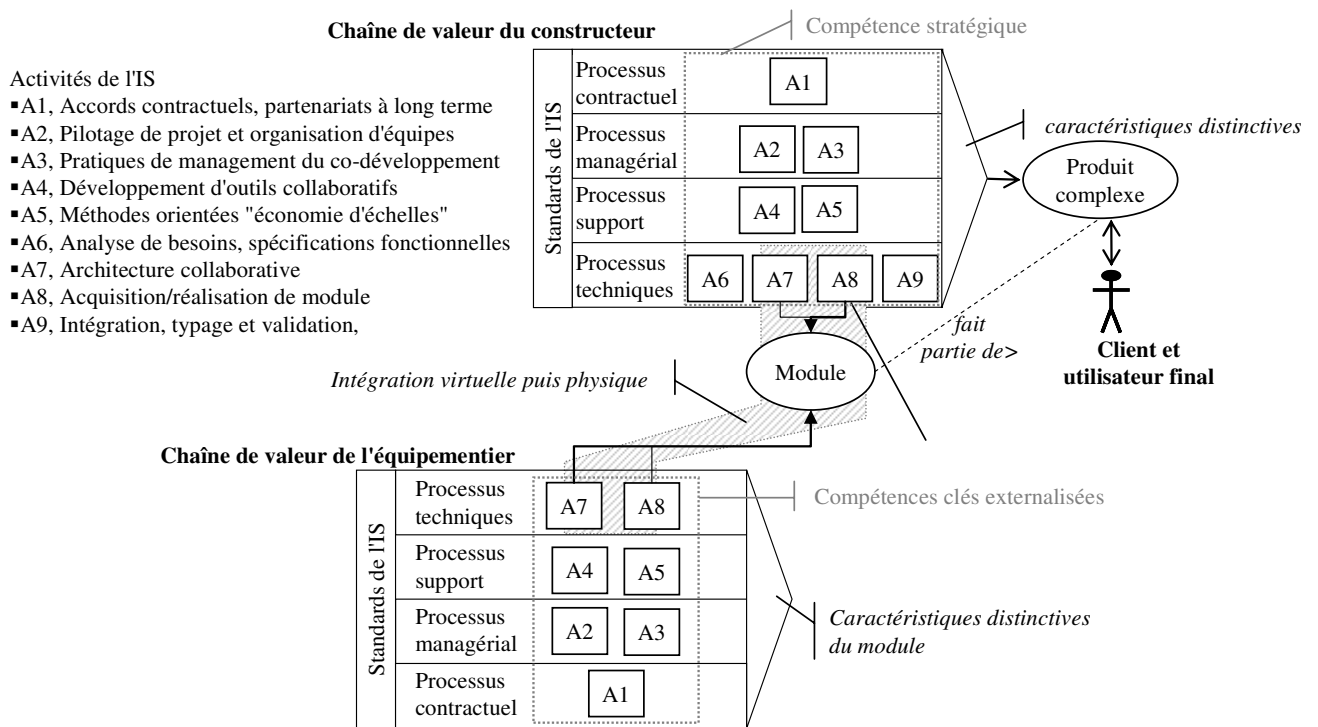 Chaîne de valeur du constructeur
Compétence stratégique
Activités de l'IS
▪A1, Accords contractuels, partenariats à long terme
▪A2, Pilotage de projet et organisation d'équipes
▪A3, Pratiques de management du co-développement
▪A4, Développement d'outils collaboratifs
▪A5, Méthodes orientées "économie d'échelles"
▪A6, Analyse de besoins, spécifications fonctionnelles
▪A7, Architecture collaborative
▪A8, Acquisition/réalisation de module
▪A9, Intégration, typage et validation,
Standards de l'IS
Processus
contractuel
A1
Processus
managérial
A2 A3
Processus
support
A4 A5
Processus
techniques
A6 A7 A8 A9
caractéristiques distinctives
Produit
complexe
fait
partie de>
Client et
utilisateur final
Module
Intégration virtuelle puis physique
Chaîne de valeur de l'équipementier
Standards de l'IS
Processus
techniques
A7 A8
Compétences clés externalisées
Processus
support
A4 A5
Processus
managérial
A2 A3
Processus
contractuel
A1
Caractéristiques distinctives
du module